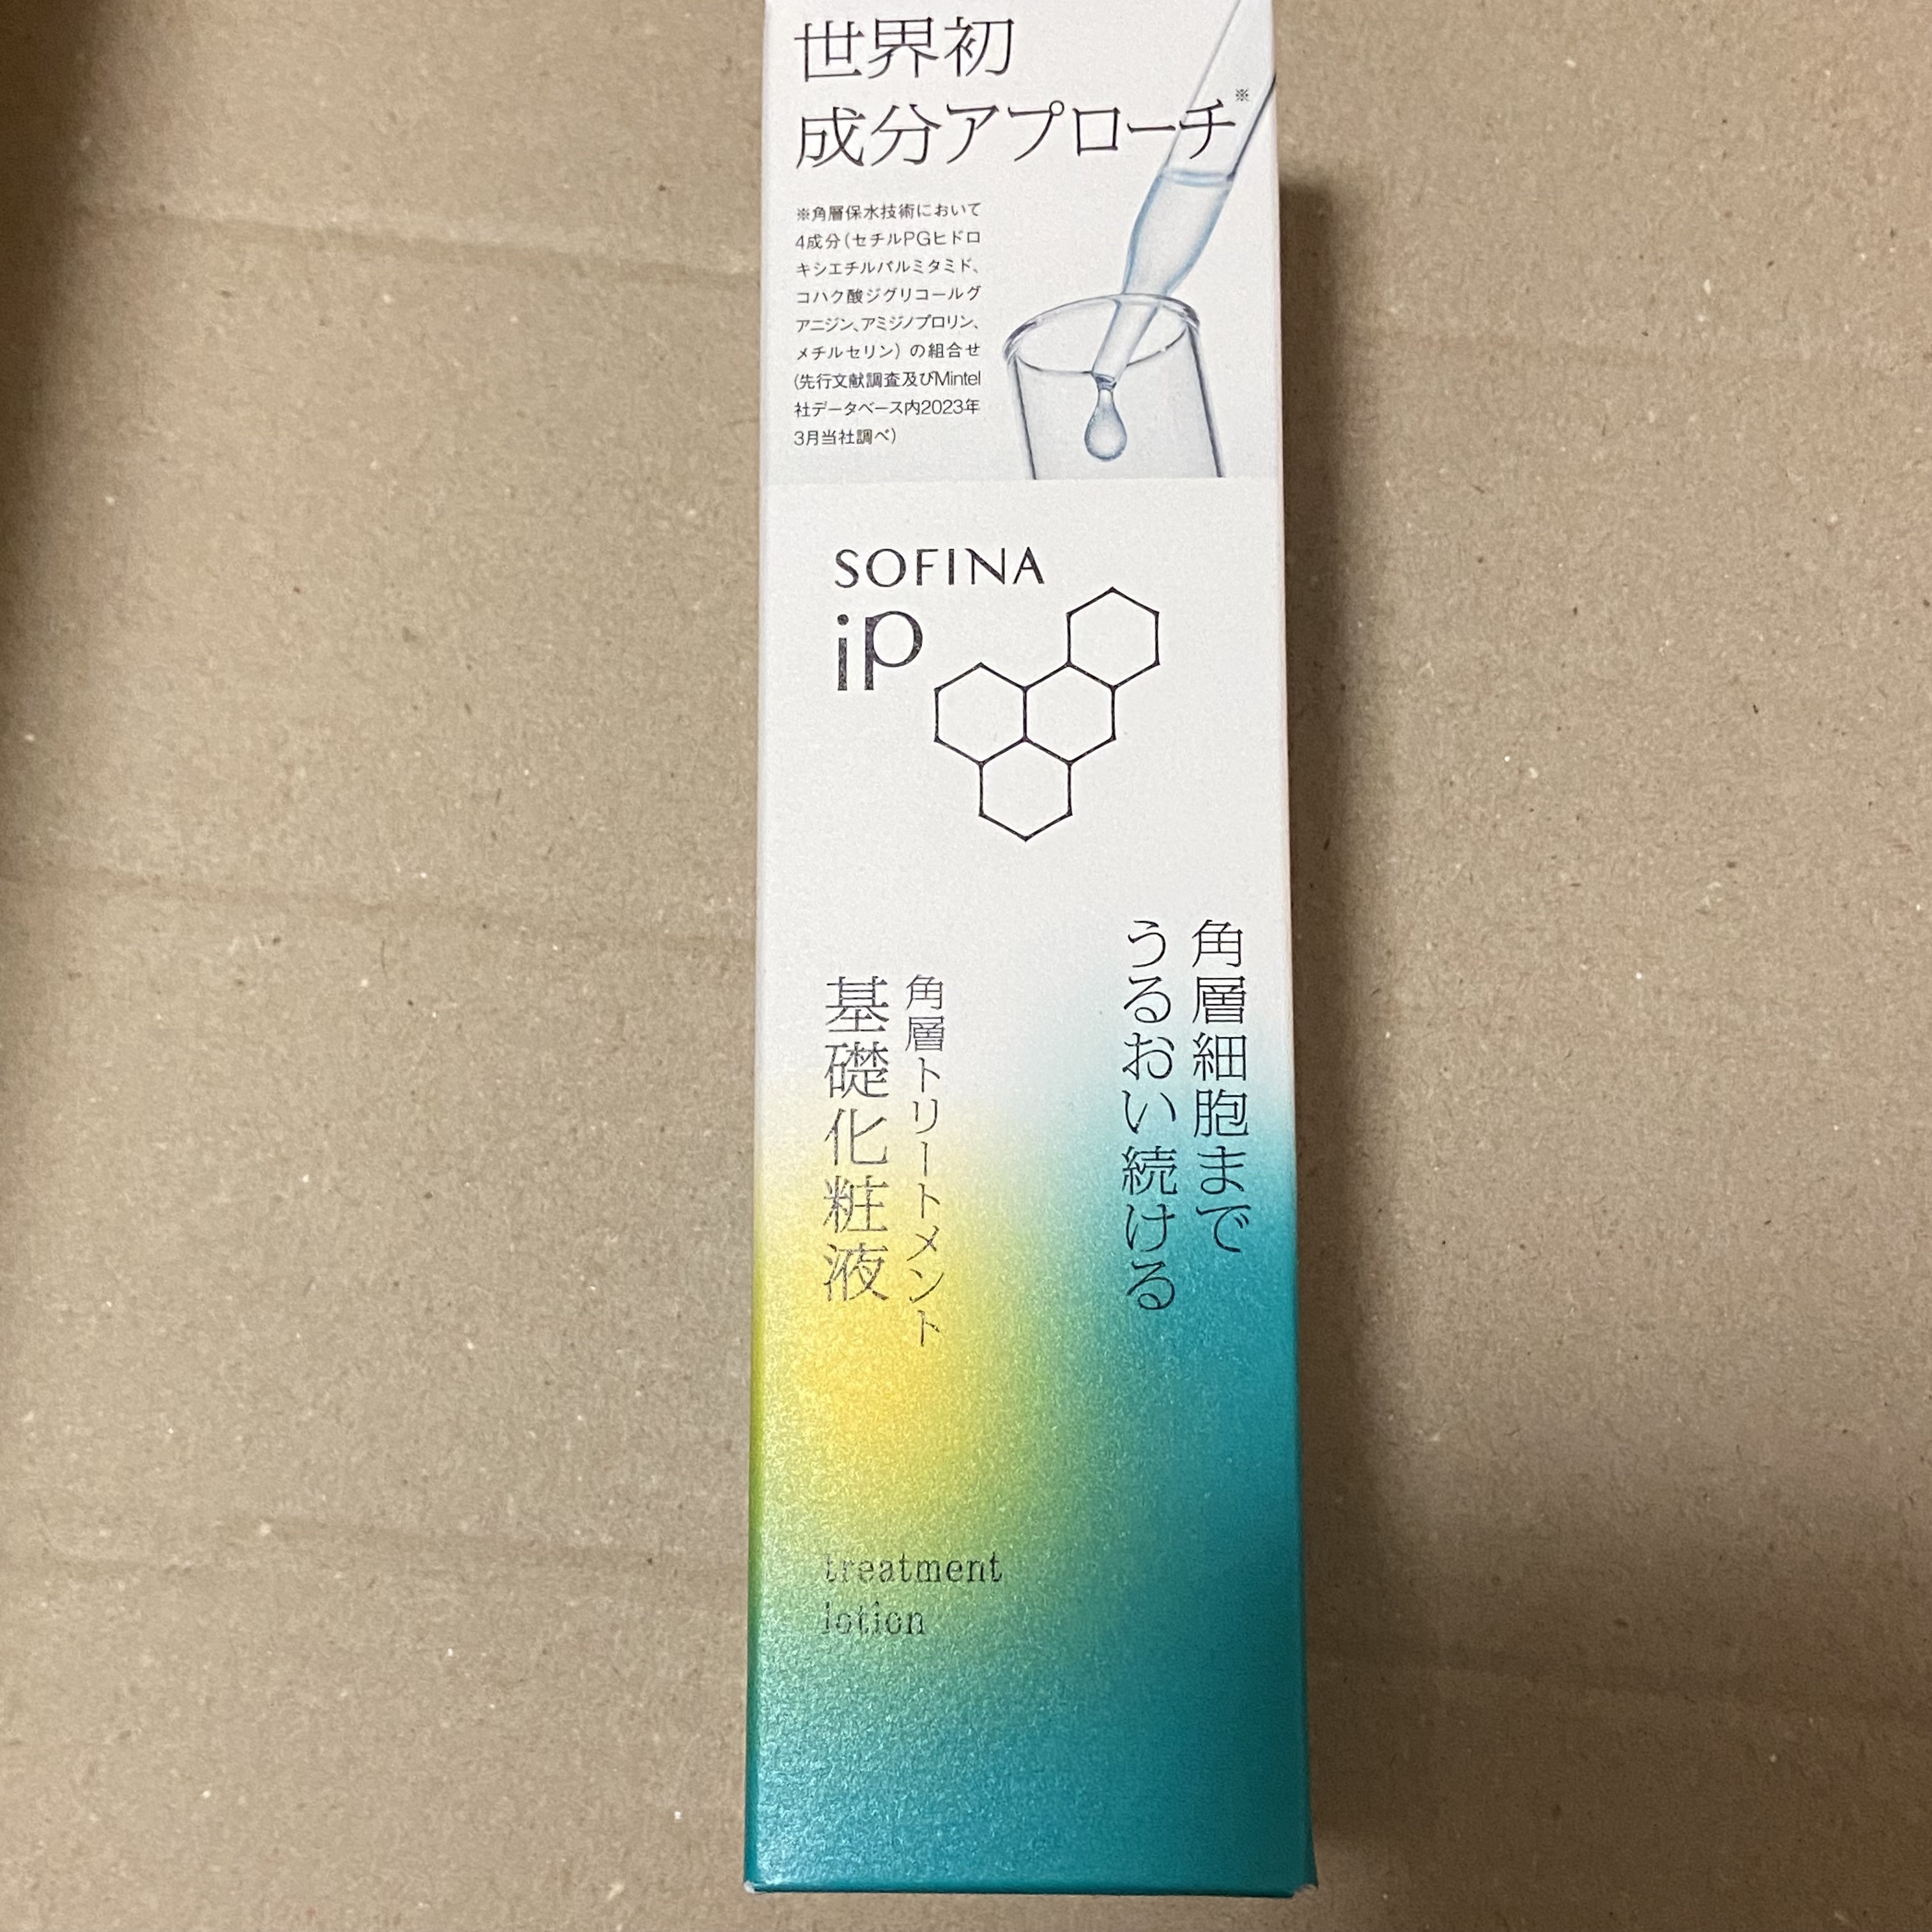 世界初
成分アプローチ※
※角層保水技術において
4成分(セチルPGヒドロ
キシエチルパルミタミド、
コハク酸ジグリコールグ
アニジン、アミジノプロリン、
メチルセリン)の組合せ
(先行文献調査及びMintel
社データベース内2023年
3月当社調べ)
SOFINA
iP
角層細胞まで
うるおい続ける
角層トリートメント
基礎化粧液
treatment
lotion